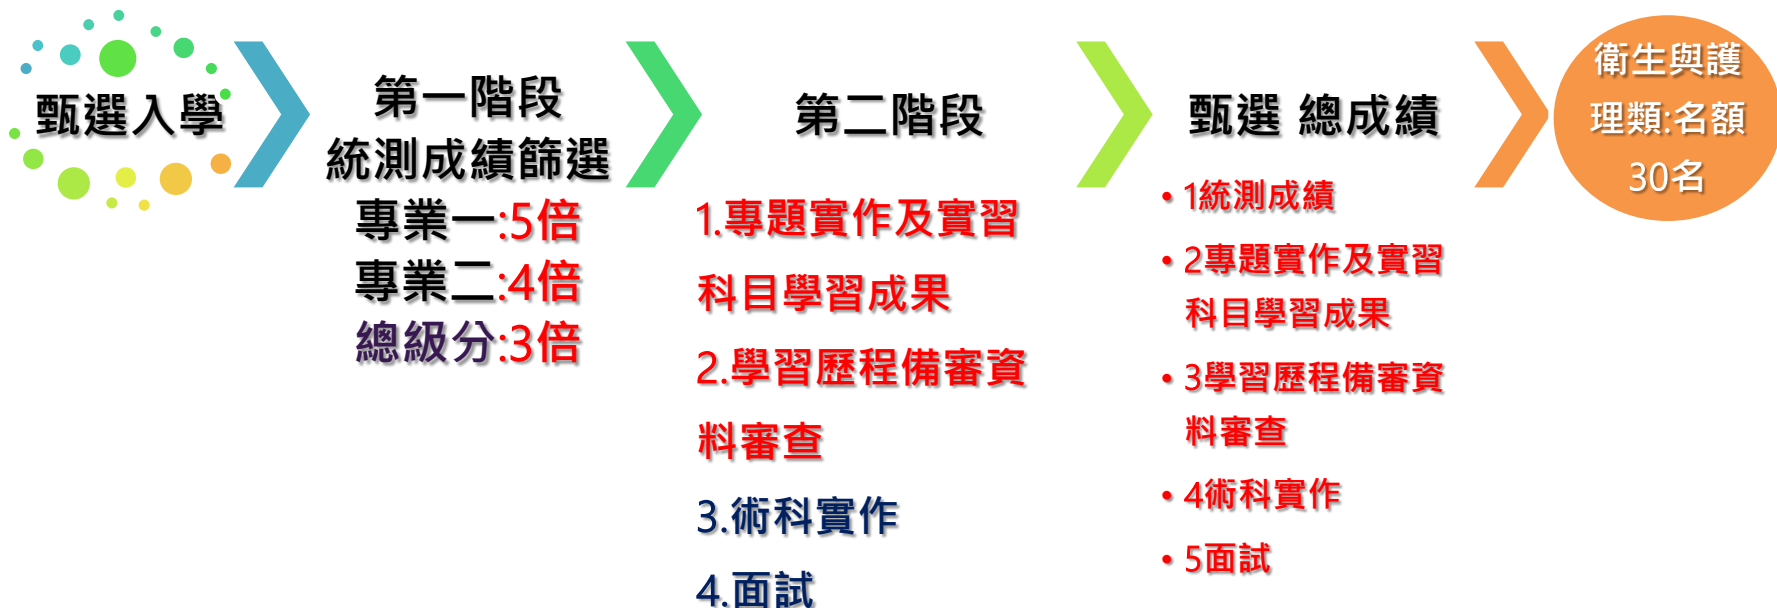 甄選入學
第一階段
統測成績篩選
專業一:5倍
專業二:4倍
總級分:3倍
第二階段
1.專題實作及實習
科目學習成果
2.學習歷程備審資
料審查
3.術科實作
4.面試
甄選 總成績
• 1統測成績
• 2專題實作及實習
科目學習成果
• 3學習歷程備審資
料審查
• 4術科實作
• 5面試
衛生與護
理類:名額
30名